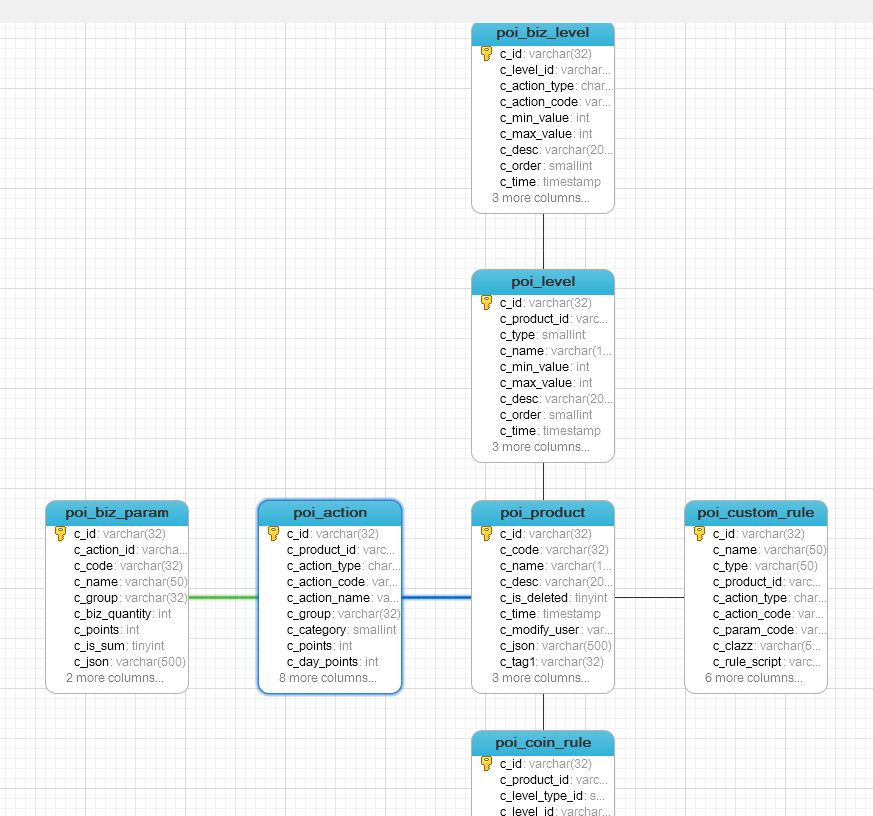 poi_biz_level
c_id: varchar(32)
c_level_id: varchar...
c_action_type: char...
c_action_code: var...
c_min_value: int
c_max_value: int
c_desc: varchar(20...
c_order: smallint
c_time: timestamp
3 more columns...
poi_level
c_id: varchar(32)
c_product_id: varc...
c_type: smallint
c_name: varchar(1...
c_min_value: int
c_max_value: int
c_desc: varchar(20...
c_order: smallint
c_time: timestamp
3 more columns...
poi_biz_param
c_id: varchar(32)
c_action_id: varcha...
c_code: varchar(32)
c_name: varchar(50)
c_group: varchar(32)
c_biz_quantity: int
c_points: int
c_is_sum: tinyint
c_json: varchar(500)
2 more columns...
poi_action
c_id: varchar(32)
c_product_id: varc...
c_action_type: char...
c_action_code: var...
c_action_name: va...
c_group: varchar(32)
c_category: smallint
c_points: int
c_day_points: int
8 more columns...
poi_product
c_id: varchar(32)
c_code: varchar(32)
c_name: varchar(1...
c_desc: varchar(20...
c_is_deleted: tinyint
c_time: timestamp
c_modify_user: var...
c_json: varchar(500)
c_tag1: varchar(32)
3 more columns...
poi_custom_rule
c_id: varchar(32)
c_name: varchar(50)
c_type: varchar(50)
c_product_id: varc...
c_action_type: char...
c_action_code: var...
c_param_code: var...
c_clazz: varchar(5...
c_rule_script: varc...
6 more columns...
poi_coin_rule
c_id: varchar(32)
c_product_id: varc...
c_level_type_id: s...
c_level_id: varchar...